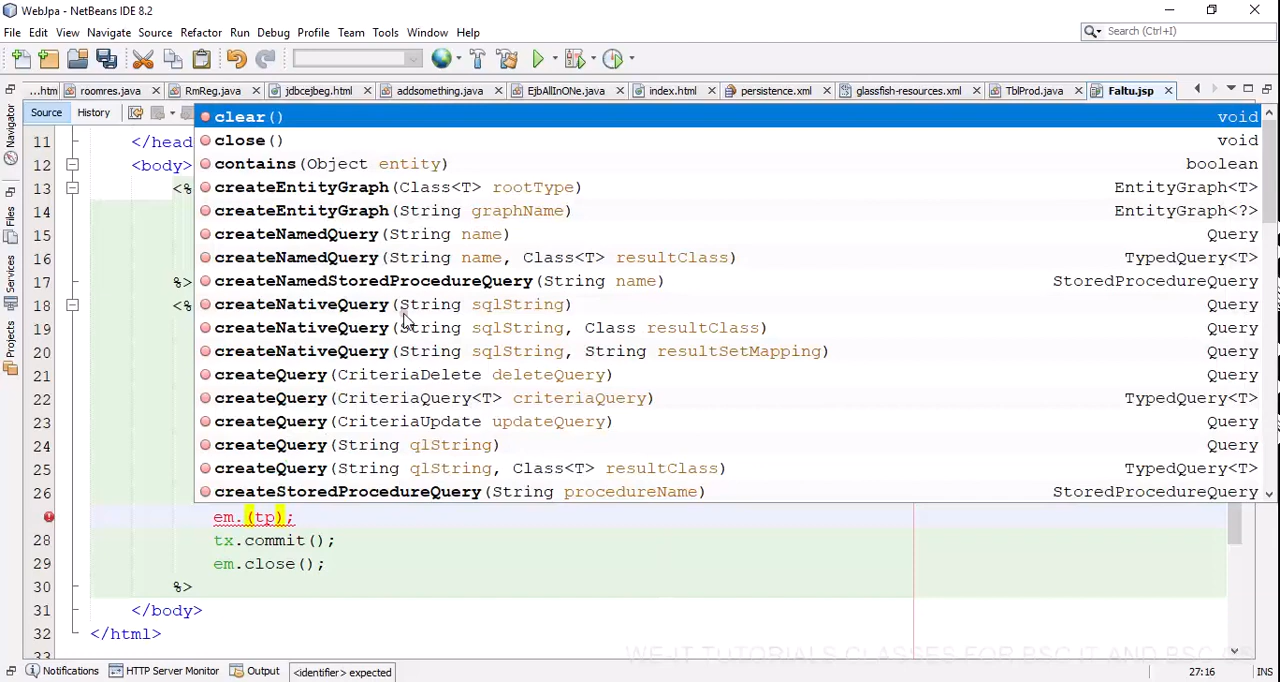 WebJpa - NetBeans IDE 8.2
File Edit View Navigate Source Refactor Run Debug Profile Team Tools Window Help
Search (Ctrl+I)
...htm roomres.java RmReg.java jdbcejbeg.html addsomething.java EjbAllInONe.java index.html persistence.xml glassfish-resources.xml TblProd.java Faltu.jsp
Source History
Navigator
Files
Services
Projects
11 </head
12 <body>
13 <%
14
15
16
17 %>
18 <%
19
20
21
22
23
24
25
26
clear() void
close() void
contains(Object entity) boolean
createEntityGraph(Class<T> rootType) EntityGraph<T>
createEntityGraph(String graphName) EntityGraph<?>
createNamedQuery(String name) Query
createNamedQuery(String name, Class<T> resultClass) TypedQuery<T>
createNamedStoredProcedureQuery(String name) StoredProcedureQuery
createNativeQuery(String sqlString) Query
createNativeQuery(String sqlString, Class resultClass) Query
createNativeQuery(String sqlString, String resultSetMapping) Query
createQuery(CriteriaDelete deleteQuery) Query
createQuery(CriteriaQuery<T> criteriaQuery) TypedQuery<T>
createQuery(CriteriaUpdate updateQuery) Query
createQuery(String qlString) Query
createQuery(String qlString, Class<T> resultClass) TypedQuery<T>
createStoredProcedureQuery(String procedureName) StoredProcedureQuery
em.(tp);
28 tx.commit();
29 em.close();
30 %>
31 </body>
32 </html>
33
WE-IT TUTORIALS CLASSES FOR BSC IT AND BSC CS
Notifications HTTP Server Monitor Output <identifier> expected 27:16 INS